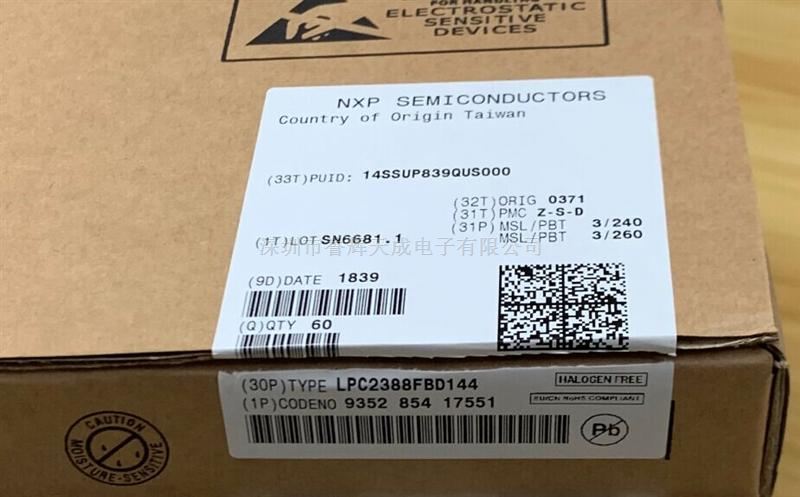 FOR HANDLING
ELECTROSTATIC
SENSITIVE
DEVICES
NXP SEMICONDUCTORS
Country of Origin Taiwan
(33T)PUID: 14SSUP839QUS000
(32T)ORIG 0371
(31T)PMC Z-S-D
(31P)MSL/PBT 3/240
MSL/PBT 3/260
(1T)LOT SN6681.1
深圳市睿辉天成电子有限公司
(9D)DATE 1839
(Q)QTY 60
(30P)TYPE LPC2388FBD144
HALOGEN FREE
(1P)CODENO 9352 854 17551
RoHS COMPLIANT
Pb
CAUTION
MOISTURE-SENSITIVE